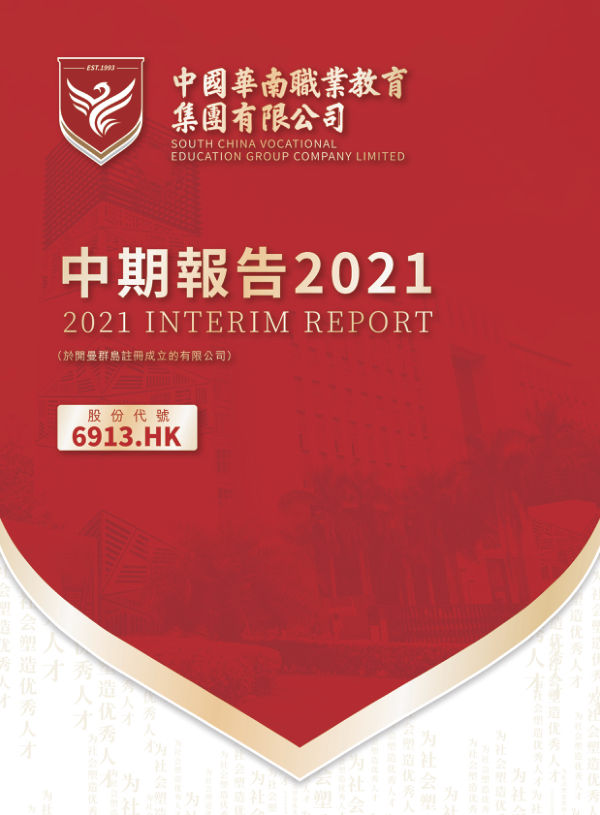 EST.1993
中國華南職業教育
集團有限公司
SOUTH CHINA VOCATIONAL
EDUCATION GROUP COMPANY LIMITED
中期報告2021
2021 INTERIM REPORT
（於開曼群島註冊成立的有限公司）
股份代號
6913.HK
为社会塑造优秀人才